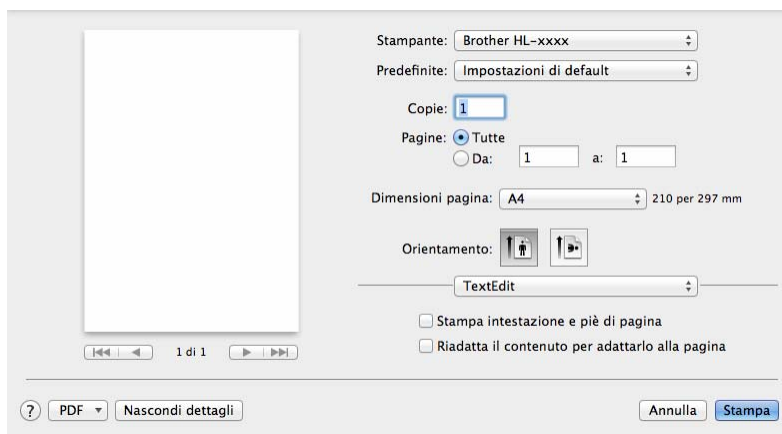 Stampante: Brother HL-xxxx
Predefinite: Impostazioni di default
Copie: 1
Pagine: Tutte
Da: 1 a: 1
Dimensioni pagina: A4 210 per 297 mm
Orientamento:
TextEdit
Stampa intestazione e piè di pagina
Riadatta il contenuto per adattarlo alla pagina
1 di 1
? PDF Nascondi dettagli Annulla Stampa